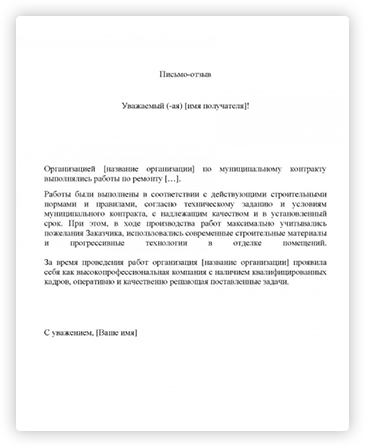 Письмо-отзыв
Уважаемый (-ая) [имя получателя]!
Организацией [название организации] по муниципальному контракту
выполнялись работы по ремонту […].
Работы были выполнены в соответствии с действующими строительными
нормами и правилами, согласно техническому заданию и условиям
муниципального контракта, с надлежащим качеством и в установленный
срок. При этом, в ходе производства работ максимально учитывались
пожелания Заказчика, использовались современные строительные материалы
и прогрессивные технологии в отделке помещений.
За время проведения работ организация [название организации] проявила
себя как высокопрофессиональная компания с наличием квалифицированных
кадров, оперативно и качественно решающая поставленные задачи.
С уважением, [Ваше имя]